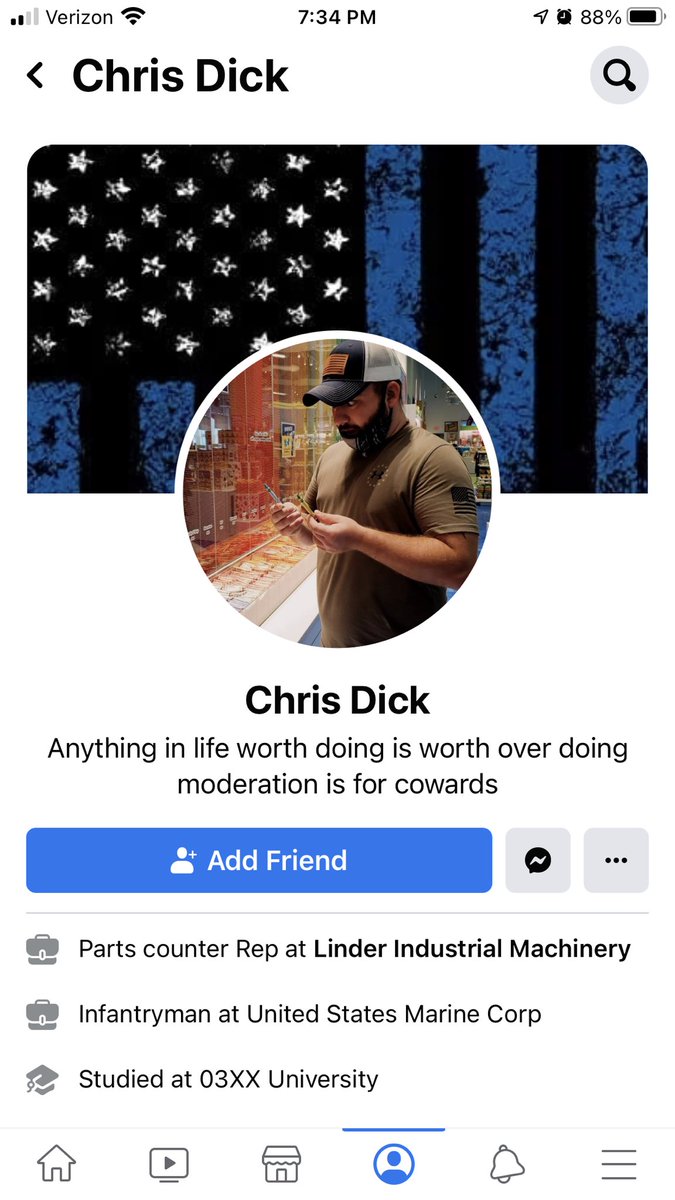 Verizon 7:34 PM 88%
Chris Dick
Chris Dick
Anything in life worth doing is worth over doing
moderation is for cowards
Add Friend
Parts counter Rep at Linder Industrial Machinery
Infantryman at United States Marine Corp
Studied at 03XX University